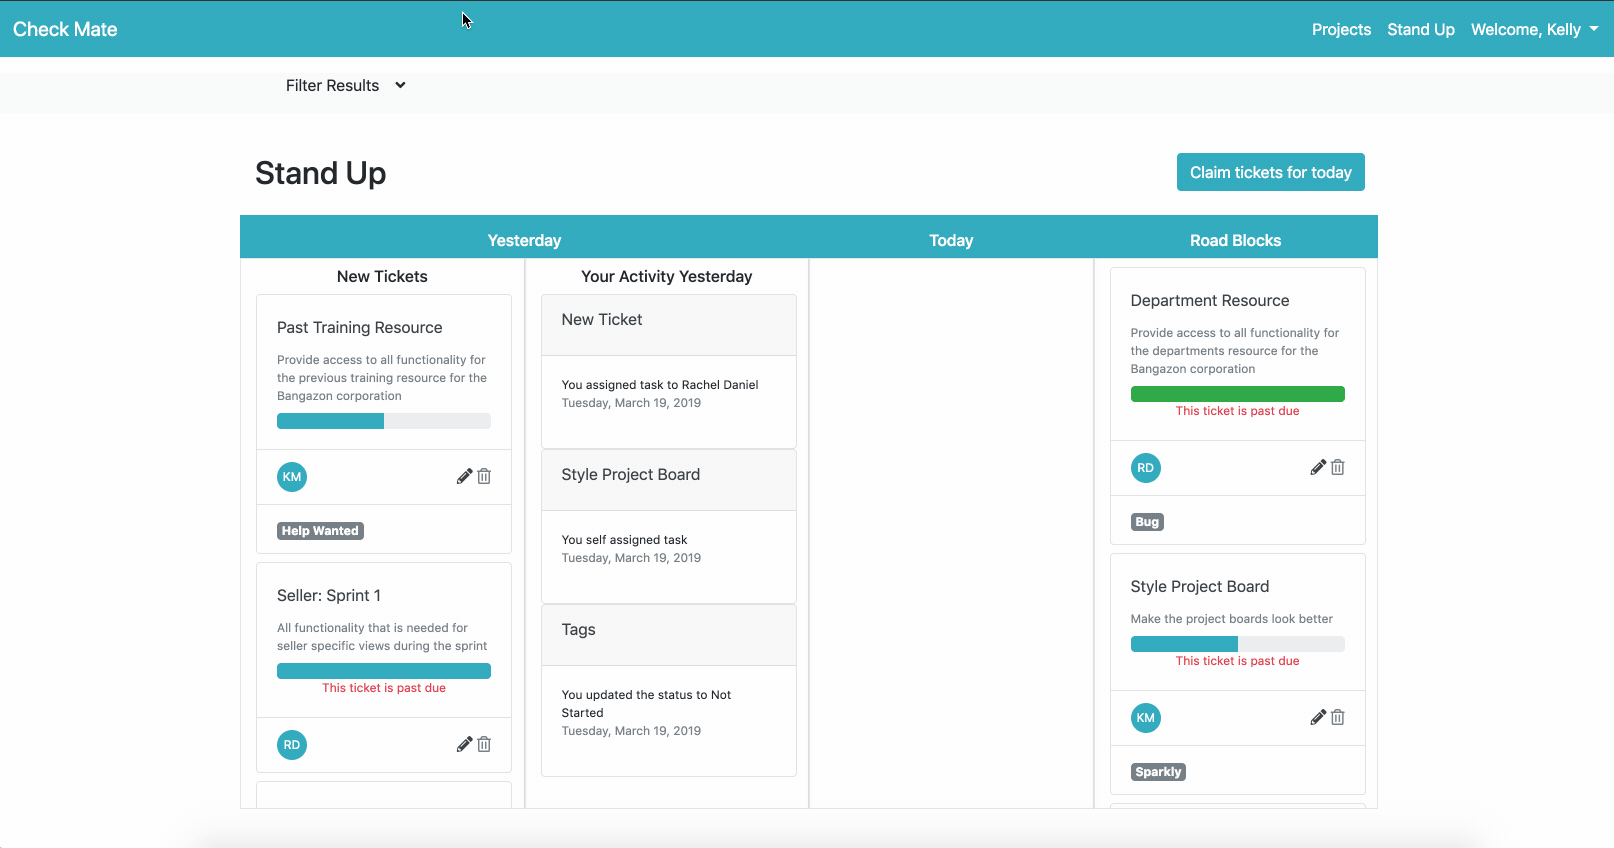 Check Mate
Projects Stand Up Welcome, Kelly
Filter Results
Stand Up
Claim tickets for today
Yesterday
Today
Road Blocks
New Tickets
Past Training Resource
Provide access to all functionality for
the previous training resource for the
Bangazon corporation
KM
Help Wanted
Seller: Sprint 1
All functionality that is needed for
seller specific views during the sprint
This ticket is past due
RD
Your Activity Yesterday
New Ticket
You assigned task to Rachel Daniel
Tuesday, March 19, 2019
Style Project Board
You self assigned task
Tuesday, March 19, 2019
Tags
You updated the status to Not
Started
Tuesday, March 19, 2019
Department Resource
Provide access to all functionality for
the departments resource for the
Bangazon corporation
This ticket is past due
RD
Bug
Style Project Board
Make the project boards look better
This ticket is past due
KM
Sparkly